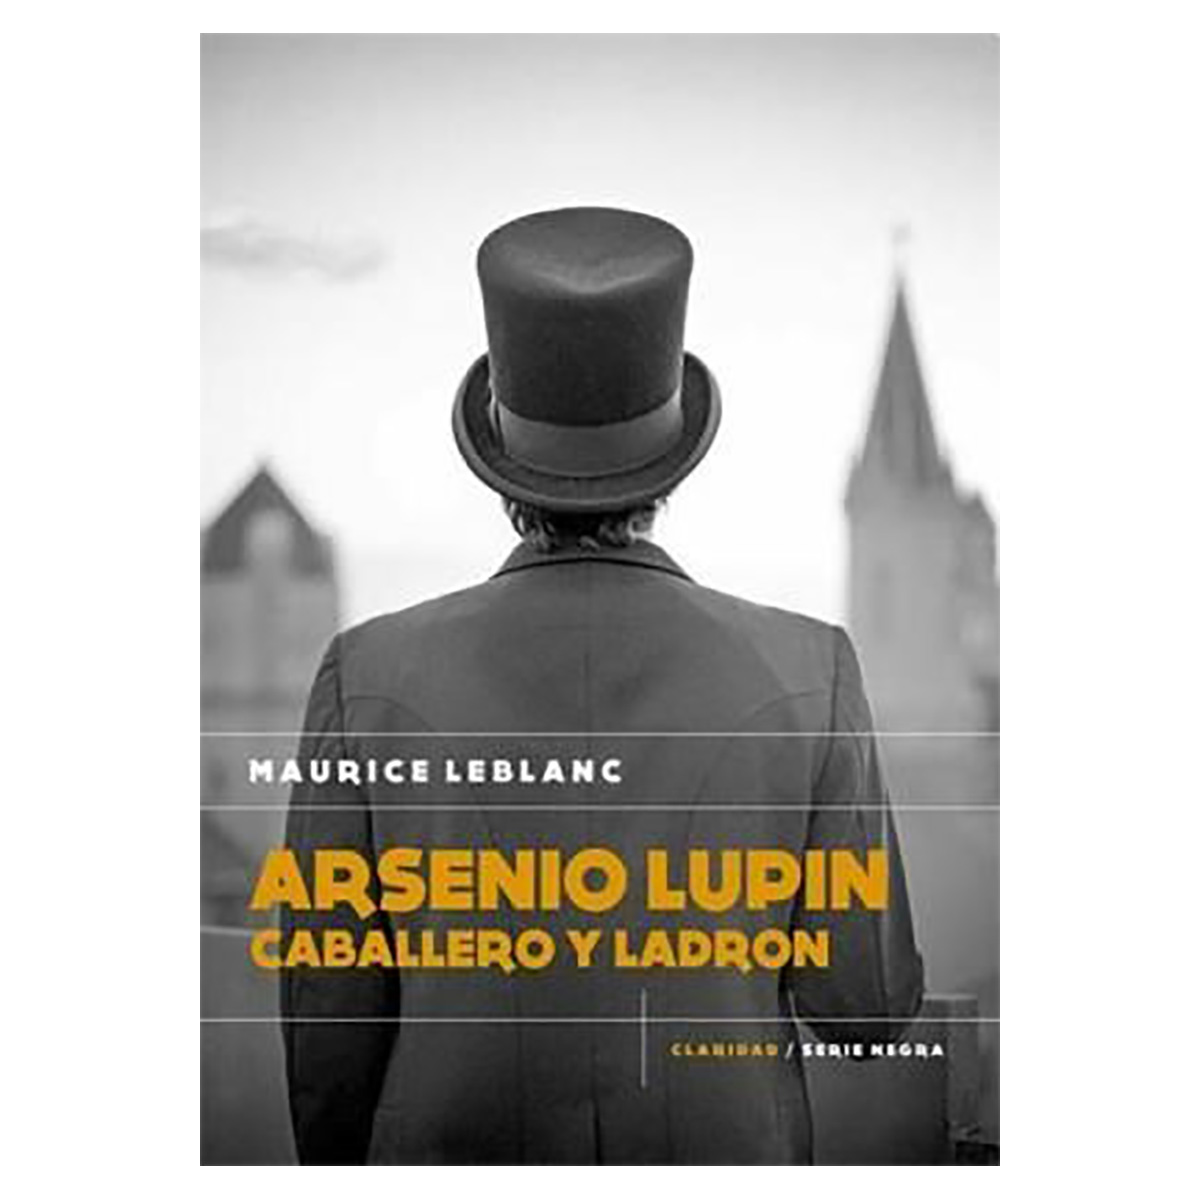 MAURICE LEBLANC
ARSENIO LUPIN
CABALLERO Y LADRON
CLARIDAD / SERIE NEGRA